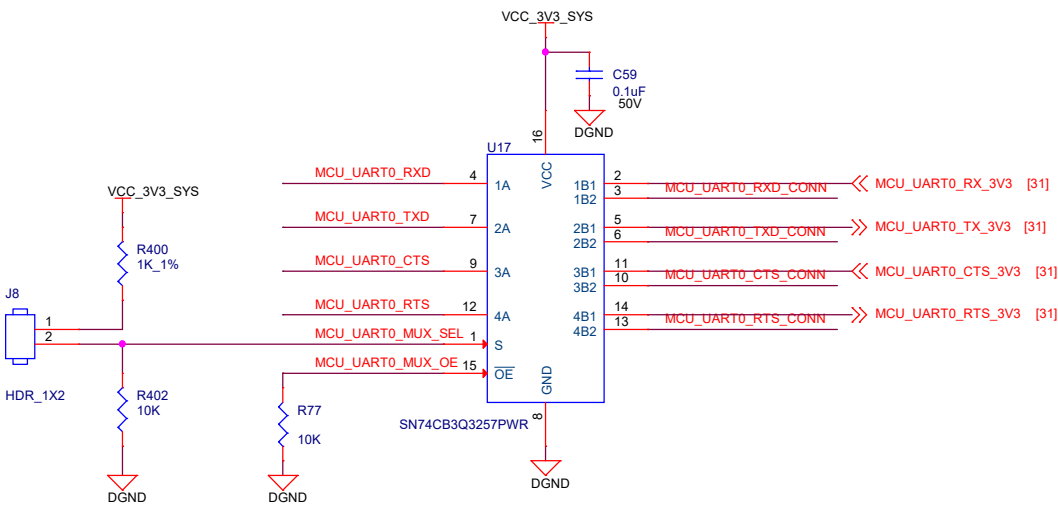 VCC_3V3_SYS
C59
0.1uF
50V
DGND
16
U17
VCC
MCU_UART0_RXD 4 1A
1B1 2 MCU_UART0_RX_3V3 [31]
1B2 3 MCU_UART0_RXD_CONN
VCC_3V3_SYS
MCU_UART0_TXD 7 2A
2B1 5 MCU_UART0_TX_3V3 [31]
2B2 6 MCU_UART0_TXD_CONN
R400
1K_1%
MCU_UART0_CTS 9 3A
3B1 11 MCU_UART0_CTS_3V3 [31]
3B2 10 MCU_UART0_CTS_CONN
J8
MCU_UART0_RTS 12 4A
4B1 14 MCU_UART0_RTS_3V3 [31]
4B2 13 MCU_UART0_RTS_CONN
1
2
MCU_UART0_MUX_SEL 1 S
MCU_UART0_MUX_OE 15 OE
GND
HDR_1X2
R402
10K
R77
10K
8
SN74CB3Q3257PWR
DGND
DGND
DGND